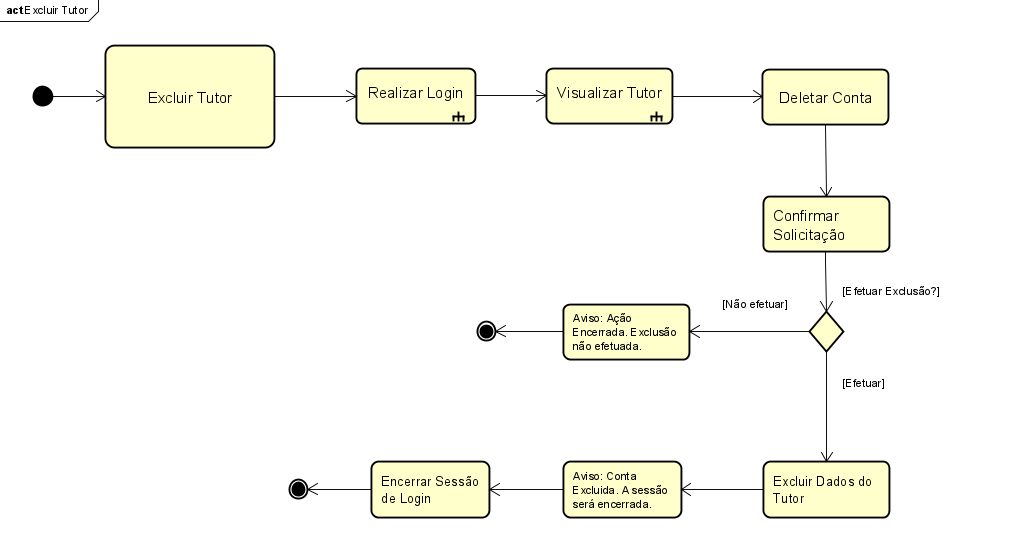 act Excluir Tutor
Excluir Tutor
Realizar Login
Visualizar Tutor
Deletar Conta
Confirmar
Solicitação
[Efetuar Exclusão?]
[Não efetuar]
Aviso: Ação
Encerrada. Exclusão
não efetuada.
[Efetuar]
Excluir Dados do
Tutor
Aviso: Conta
Excluida. A sessão
será encerrada.
Encerrar Sessão
de Login